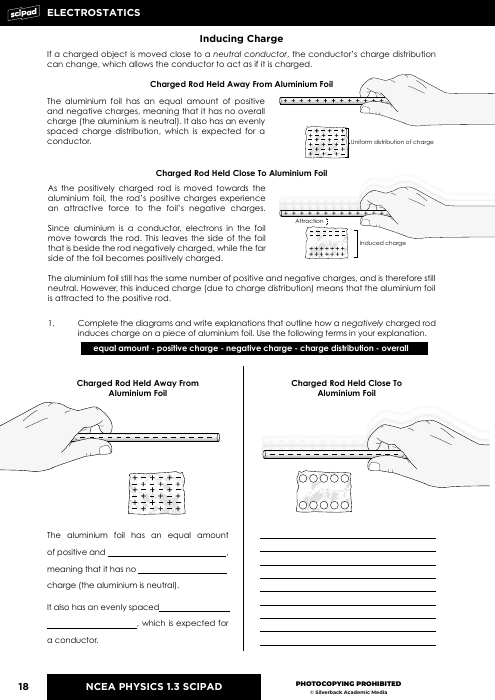 scipad ELECTROSTATICS
Inducing Charge
If a charged object is moved close to a neutral conductor, the conductor's charge distribution
can change, which allows the conductor to act as if it is charged.
Charged Rod Held Away From Aluminium Foil
The aluminium foil has an equal amount of positive
and negative charges, meaning that it has no overall
charge (the aluminium is neutral). It also has an evenly
spaced charge distribution, which is expected for a
conductor.
Uniform distribution of charge
Charged Rod Held Close To Aluminium Foil
As the positively charged rod is moved towards the
aluminium foil, the rod's positive charges experience
an attractive force to the foil's negative charges.
Attraction
Induced charge
Since aluminium is a conductor, electrons in the foil
move towards the rod. This leaves the side of the foil
that is beside the rod negatively charged, while the far
side of the foil becomes positively charged.
The aluminium foil still has the same number of positive and negative charges, and is therefore still
neutral. However, this induced charge (due to charge distribution) means that the aluminium foil
is attracted to the positive rod.
1. Complete the diagrams and write explanations that outline how a negatively charged rod
induces charge on a piece of aluminium foil. Use the following terms in your explanation.
equal amount - positive charge - negative charge - charge distribution - overall
Charged Rod Held Away From
Aluminium Foil
Charged Rod Held Close To
Aluminium Foil
The aluminium foil has an equal amount
of positive and ,
meaning that it has no
charge (the aluminium is neutral).
It also has an evenly spaced
, which is expected for
a conductor.
18 NCEA PHYSICS 1.3 SCIPAD
PHOTOCOPYING PROHIBITED
© Silverback Academic Media